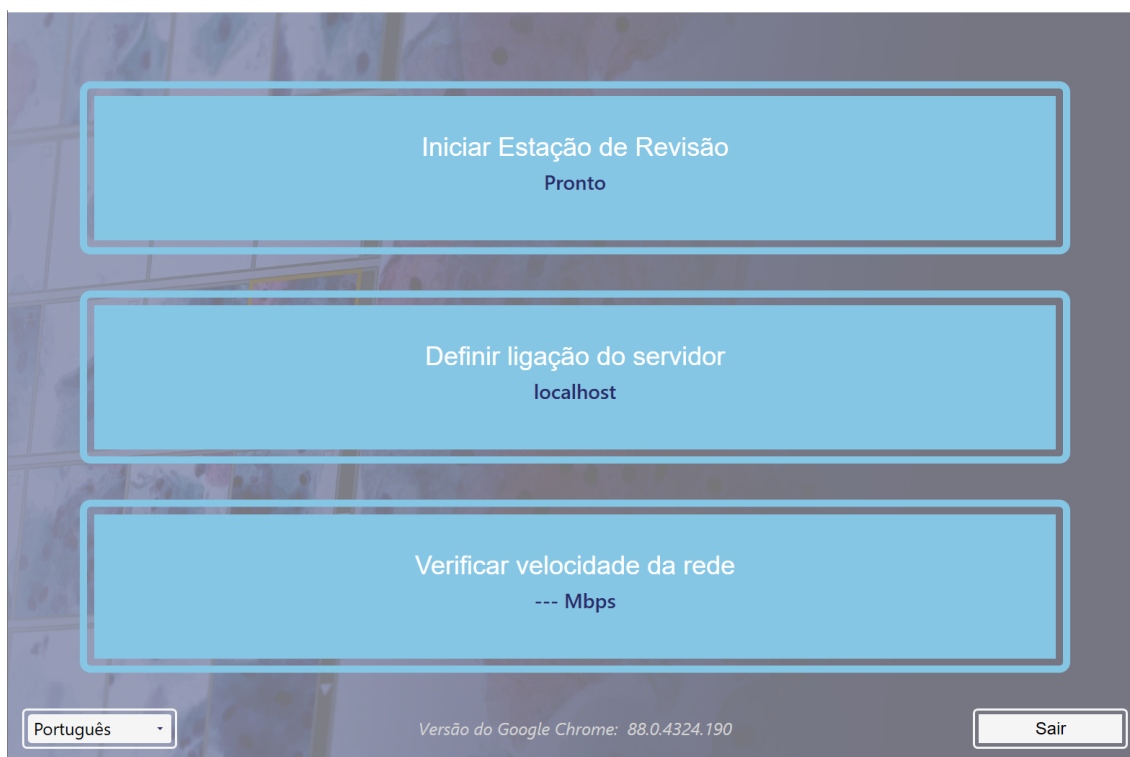 Iniciar Estação de Revisão
Pronto
Definir ligação do servidor
localhost
Verificar velocidade da rede
--- Mbps
Português
Versão do Google Chrome: 88.0.4324.190
Sair